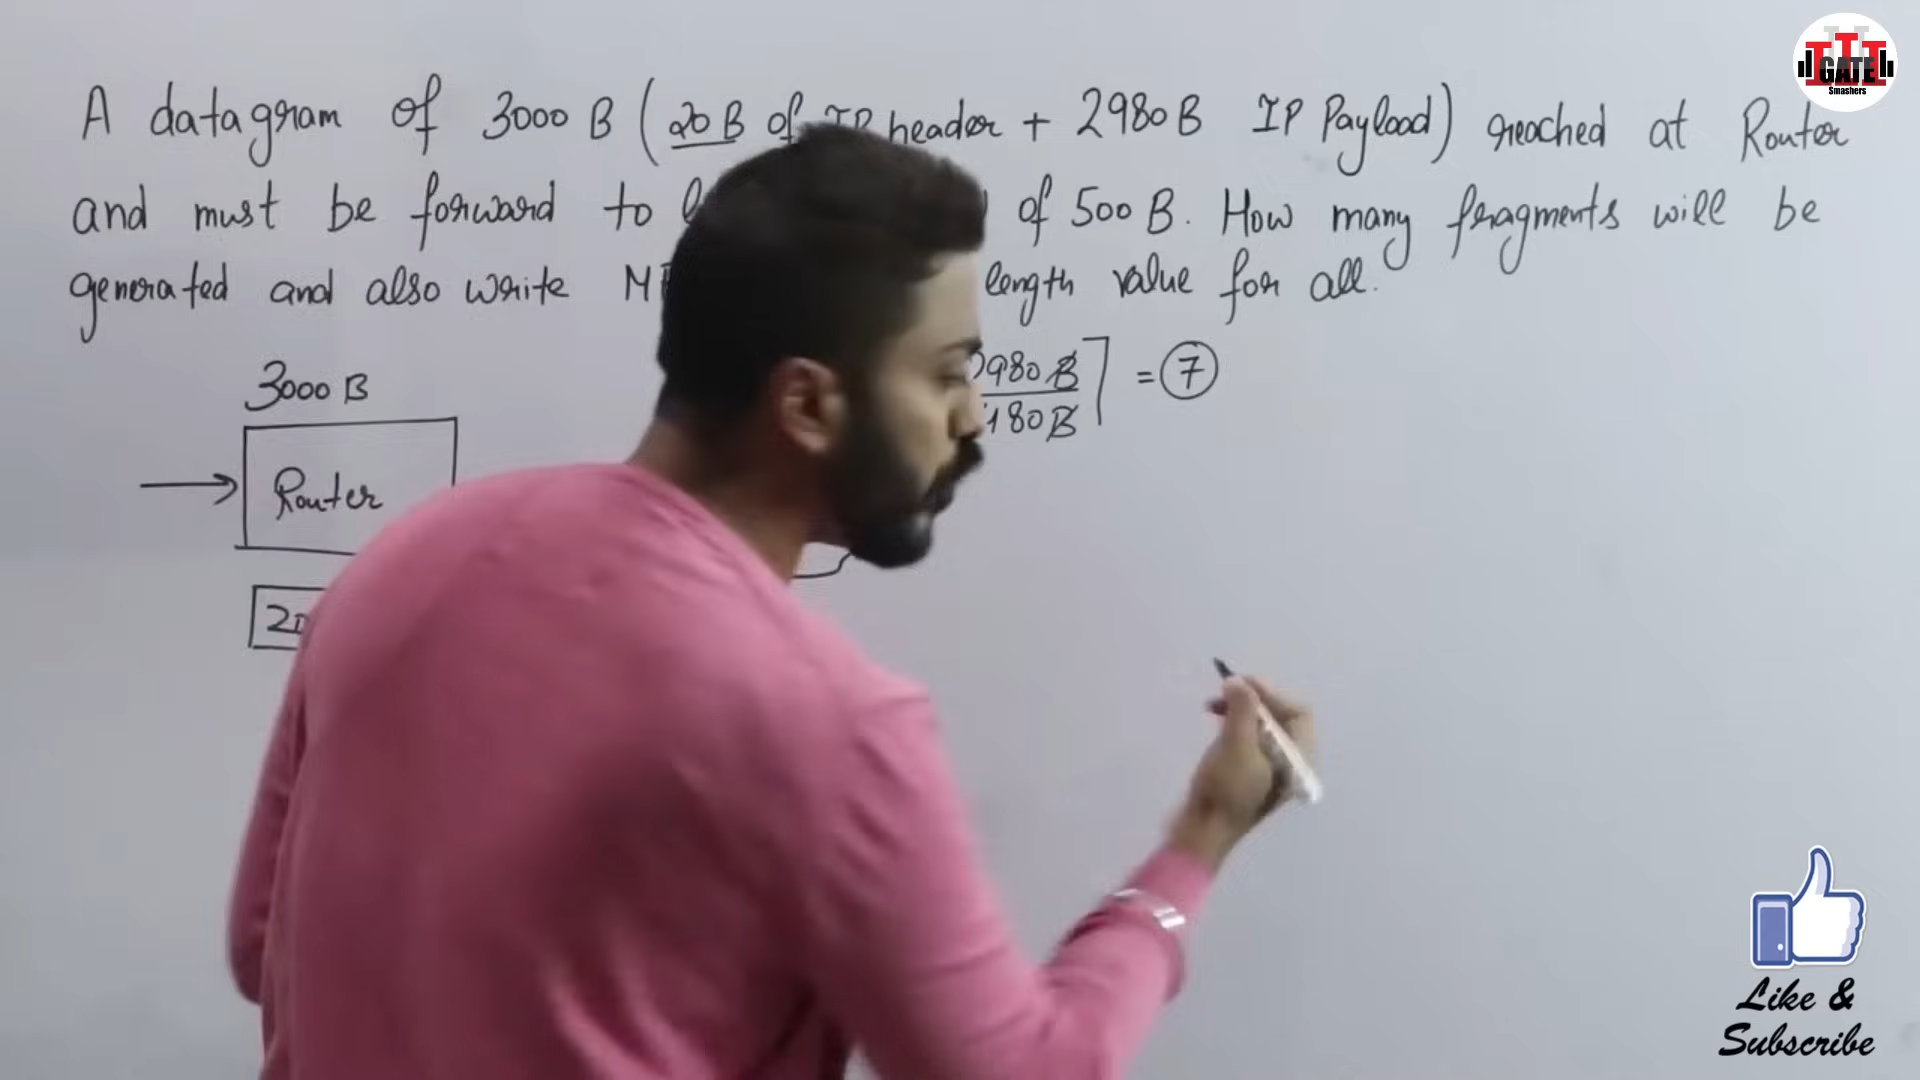 A datagram of 3000 B (20 B of IP header + 2980 B IP Payload) reached at Router
and must be forward to of 500 B. How many fragments will be
generated and also write length value for all.
980 B
= 7
180 B
3000 B
Router
GATE
Smashers
Like &
Subscribe